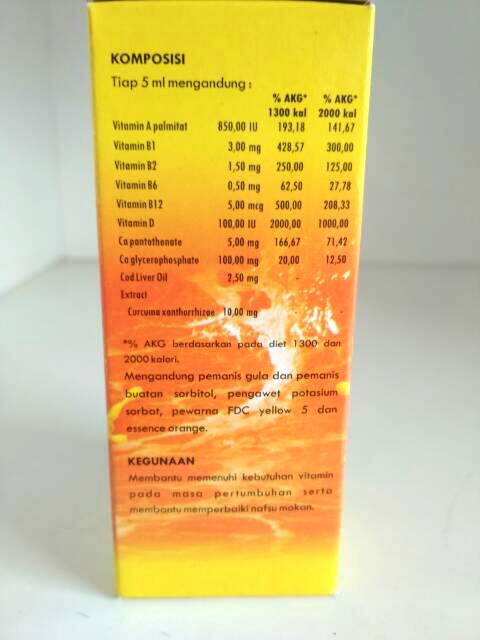 KOMPOSISI
Tiap 5 ml mengandung :
% AKG* % AKG*
1300 kal 2000 kal
Vitamin A palmitat 850,00 IU 193,18 141,67
Vitamin B1 3,00 mg 428,57 300,00
Vitamin B2 1,50 mg 250,00 125,00
Vitamin B6 0,50 mg 62,50 27,78
Vitamin B12 5,00 mcg 500,00 208,33
Vitamin D 100,00 IU 2000,00 1000,00
Ca pantothenate 5,00 mg 166,67 71,42
Ca glycerophosphate 100,00 mg 20,00 12,50
Cod Liver Oil 2,50 mg - -
Extract
Curcuma xanthorrhizae 10,00 mg - -
*% AKG berdasarkan pada diet 1300 dan
2000 kalori.
Mengandung pemanis gula dan pemanis
buatan sorbitol, pengawet potasium
sorbat, pewarna FDC yellow 5 dan
essence orange.
KEGUNAAN
Membantu memenuhi kebutuhan vitamin
pada masa pertumbuhan serta
membantu memperbaiki nafsu makan.